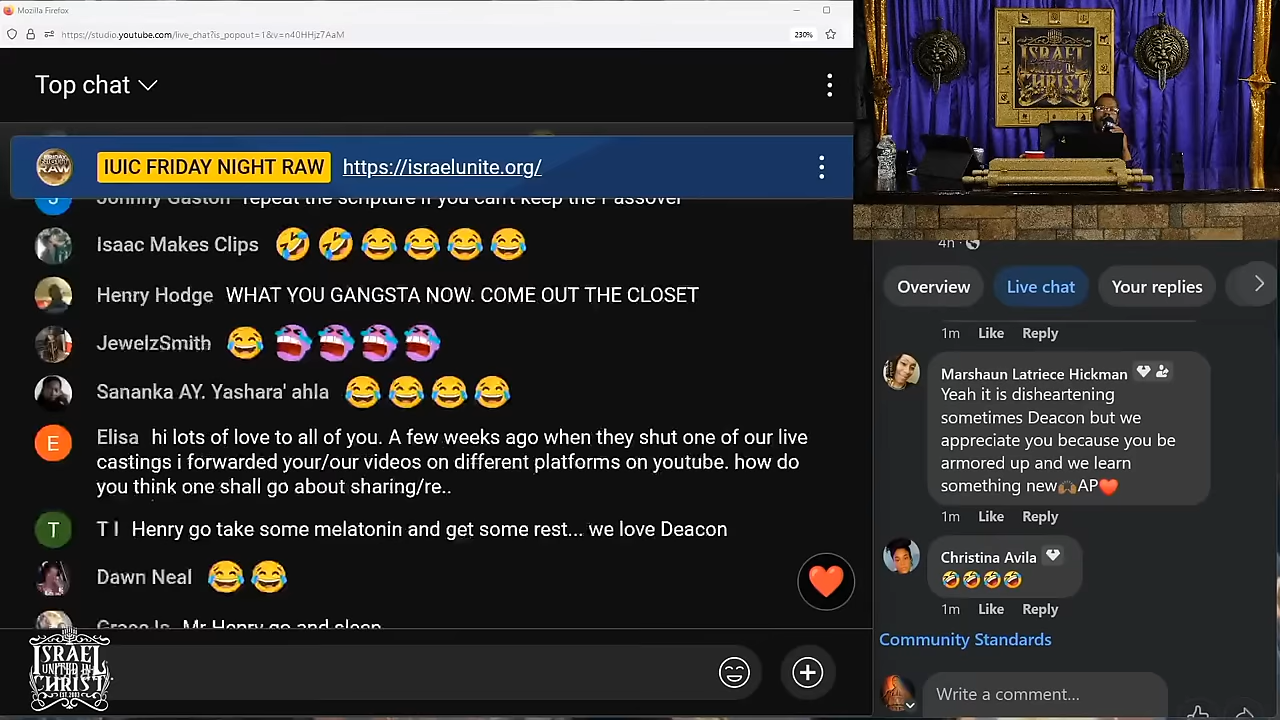 Mozilla Firefox
https://studio.youtube.com/live_chat?is_popout=1&v=n40HHjz7AaM
230%
Top chat
IUIC FRIDAY NIGHT RAW https://israelunite.org/
Johnny Gaston repeat the scripture if you can't keep the Passover
Isaac Makes Clips 🤣🤣😂😂😂😂
Henry Hodge WHAT YOU GANGSTA NOW. COME OUT THE CLOSET
JewelzSmith 😂
Sananka AY. Yashara' ahla 😂😂😂😂
E
Elisa hi lots of love to all of you. A few weeks ago when they shut one of our live
castings i forwarded your/our videos on different platforms on youtube. how do
you think one shall go about sharing/re..
T
T I Henry go take some melatonin and get some rest... we love Deacon
Dawn Neal 😂😂
Grace Is Mr Henry go and sleep
ISRAEL
UNITED IN
CHRIST
EST. 2003
ISRAEL
UNITED IN
CHRIST
4h
Overview
Live chat
Your replies
1m Like Reply
Marshaun Latriece Hickman
Yeah it is disheartening
sometimes Deacon but we
appreciate you because you be
armored up and we learn
something new🙌🏾AP❤️
1m Like Reply
Christina Avila
🤣🤣🤣🤣
1m Like Reply
Community Standards
Write a comment...